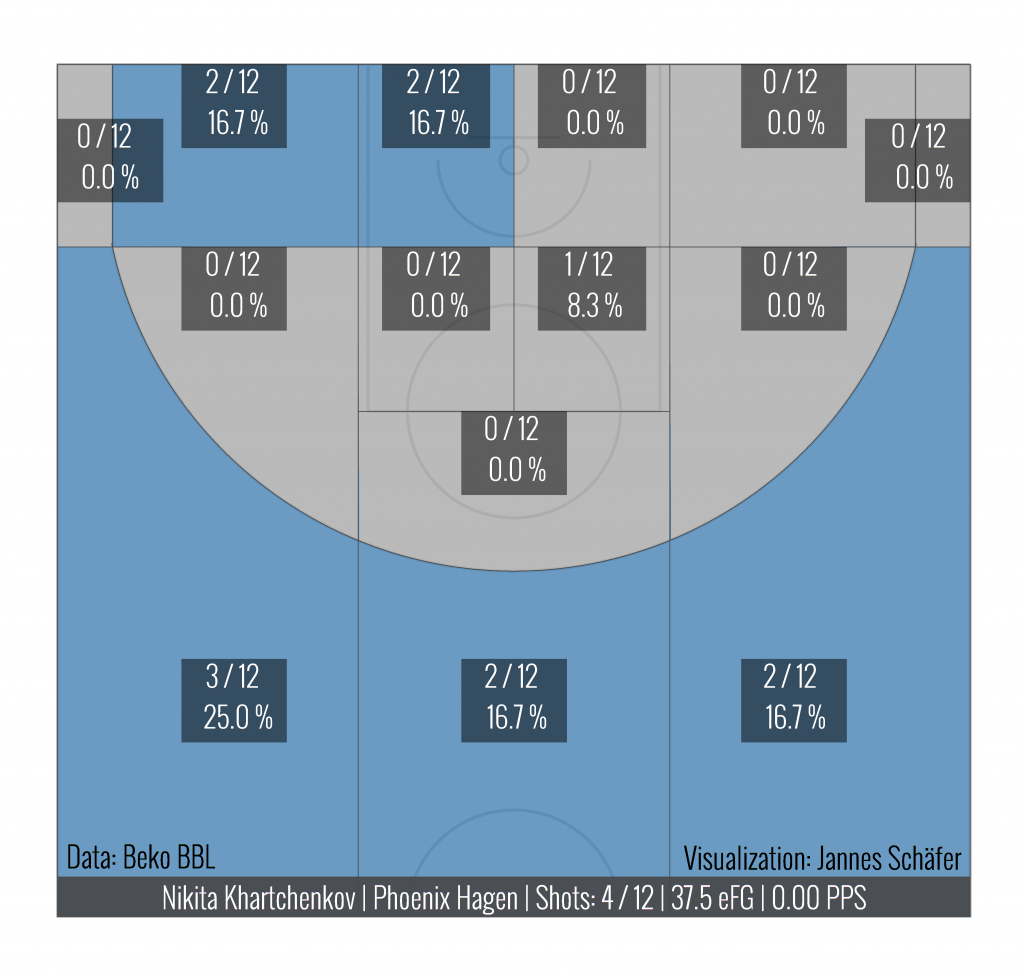 2 / 12
16.7 %
2 / 12
16.7 %
0 / 12
0.0 %
0 / 12
0.0 %
0 / 12
0.0 %
0 / 12
0.0 %
0 / 12
0.0 %
0 / 12
0.0 %
1 / 12
8.3 %
0 / 12
0.0 %
0 / 12
0.0 %
3 / 12
25.0 %
2 / 12
16.7 %
2 / 12
16.7 %
Data: Beko BBL
Visualization: Jannes Schäfer
Nikita Khartchenkov | Phoenix Hagen | Shots: 4 / 12 | 37.5 eFG | 0.00 PPS